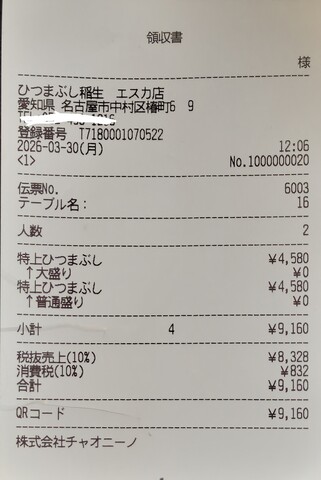 領収書
様
ひつまぶし稲生 エスカ店
愛知県 名古屋市中村区椿町6 9
登録番号 T7180001070522
2026-03-30(月) 12:06
<1> No.1000000020
伝票No. 6003
テーブル名: 16
人数 2
特上ひつまぶし ¥4,580
↑大盛り ¥0
特上ひつまぶし ¥4,580
↑普通盛り ¥0
小計 4 ¥9,160
税抜売上(10%) ¥8,328
消費税(10%) ¥832
合計 ¥9,160
QRコード ¥9,160
株式会社チャオニーノ